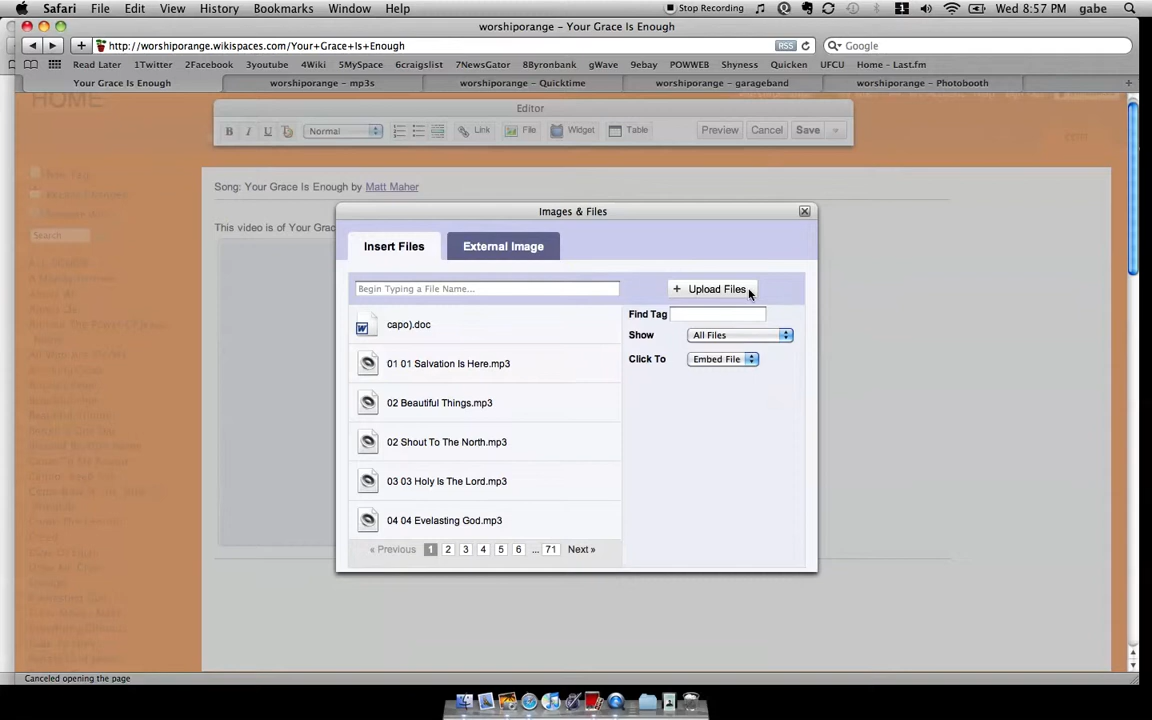 Safari File Edit View History Bookmarks Window Help Stop Recording 1 Wed 8:57 PM gabe
worshiporange.wikispaces.com - Your Grace Is Enough
http://worshiporange.wikispaces.com/Your+Grace+Is+Enough RSS Google
Read Later 1Twitter 2Facebook 3youtube 4Wiki 5MySpace 6craigslist 7NewsGator 8Byronbank gWave 9ebay POWWEB Shyness Quicken UFCU Home - Last.fm
Your Grace Is Enough worshiporange - mp3s worshiporange - Quicktime worshiporange - garageband worshiporange - Photobooth
HOME
Editor
B I U Normal Link File Widget Table Preview Cancel Save
Song: Your Grace Is Enough by Matt Maher
This video is of Your Grac
Search
Images & Files
Insert Files External Image
Begin Typing a File Name... + Upload Files
Find Tag
capo).doc
Show All Files
01 01 Salvation Is Here.mp3
Click To Embed File
02 Beautiful Things.mp3
02 Shout To The North.mp3
03 03 Holy Is The Lord.mp3
04 04 Evelasting God.mp3
« Previous 1 2 3 4 5 6 ... 71 Next »
Canceled opening the page